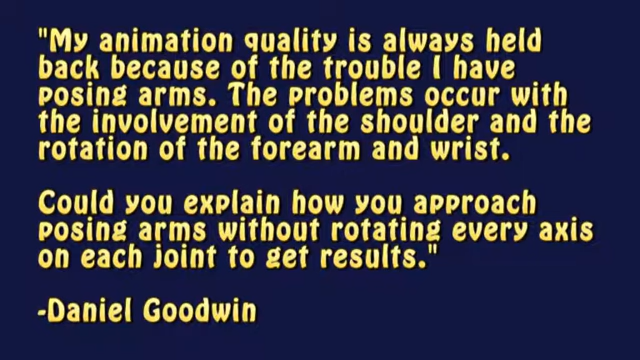 "My animation quality is always held
back because of the trouble I have
posing arms. The problems occur with
the involvement of the shoulder and the
rotation of the forearm and wrist.
Could you explain how you approach
posing arms without rotating every axis
on each joint to get results."
-Daniel Goodwin